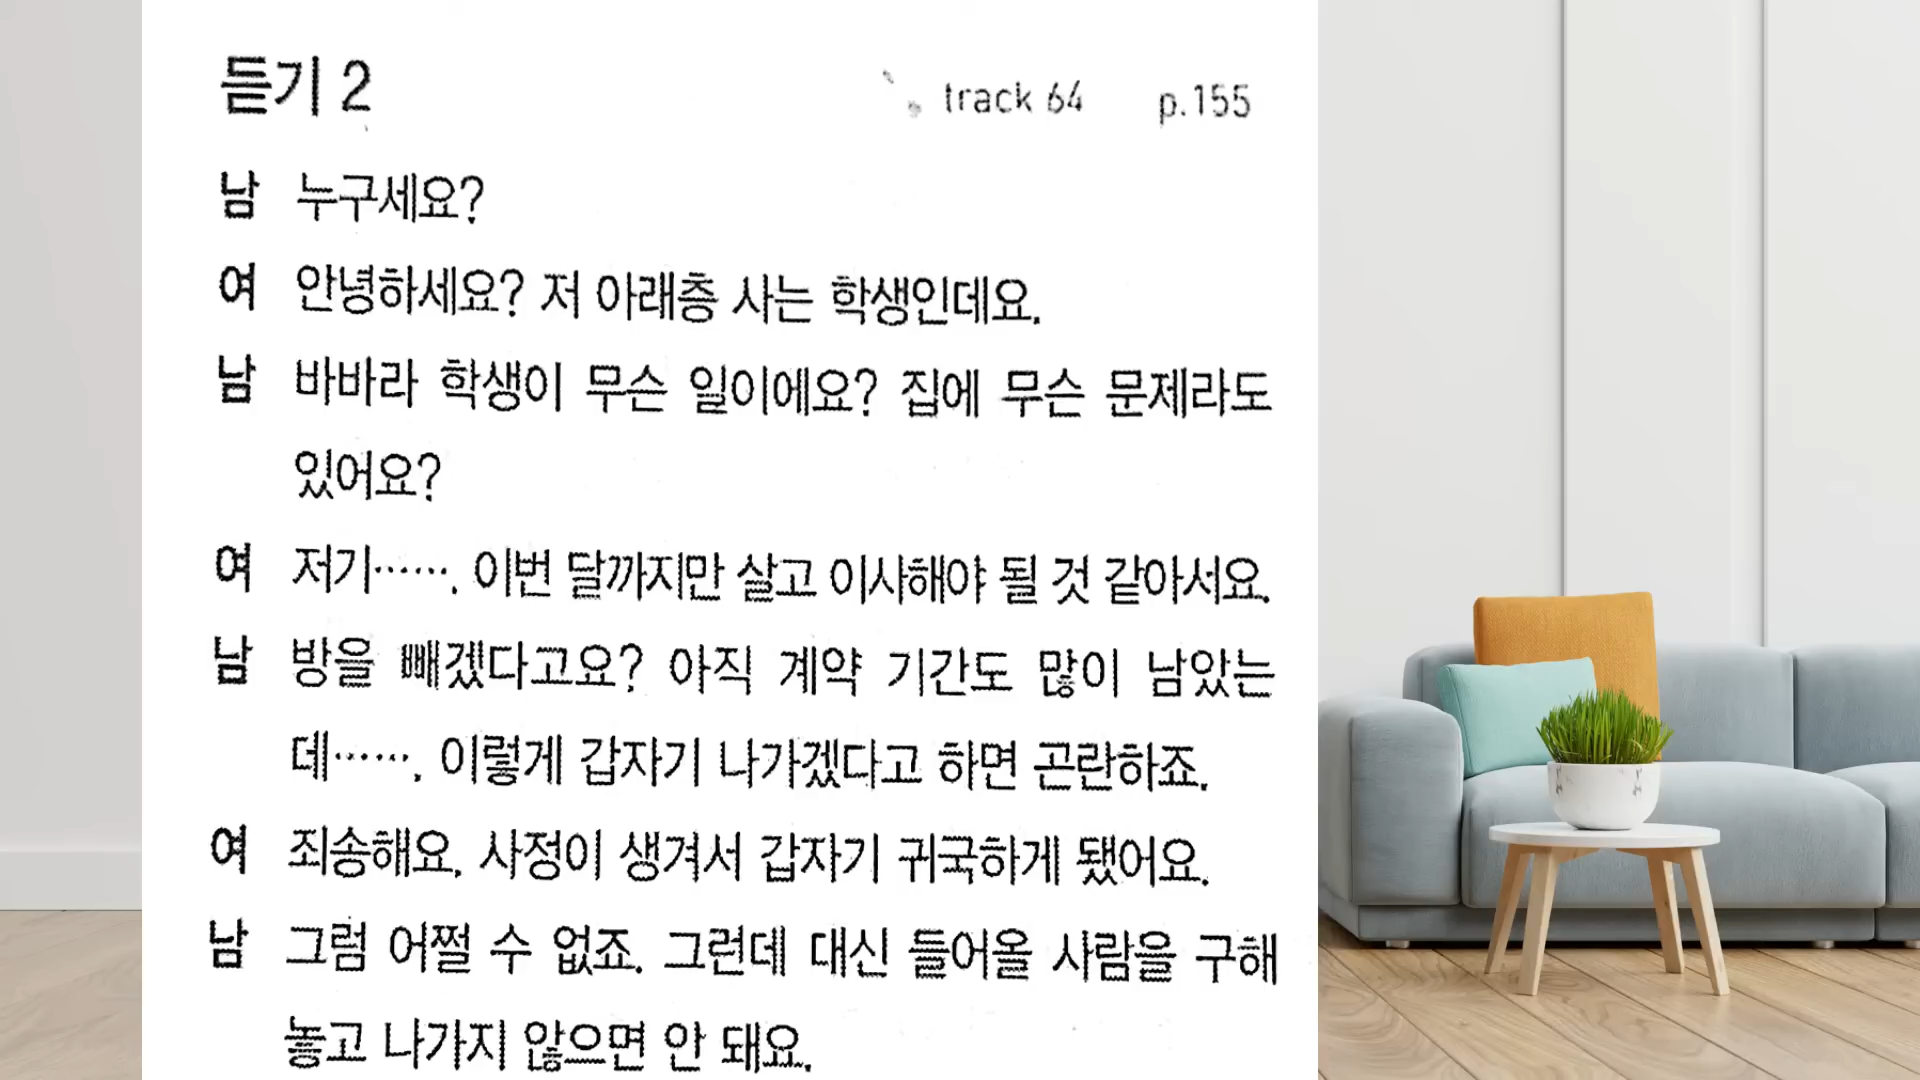 듣기 2
track 64 p.155
남 누구세요?
여 안녕하세요? 저 아래층 사는 학생인데요.
남 바바라 학생이 무슨 일이에요? 집에 무슨 문제라도
있어요?
여 저기……. 이번 달까지만 살고 이사해야 될 것 같아서요.
남 방을 빼겠다고요? 아직 계약 기간도 많이 남았는
데……. 이렇게 갑자기 나가겠다고 하면 곤란하죠.
여 죄송해요. 사정이 생겨서 갑자기 귀국하게 됐어요.
남 그럼 어쩔 수 없죠. 그런데 대신 들어올 사람을 구해
놓고 나가지 않으면 안 돼요.